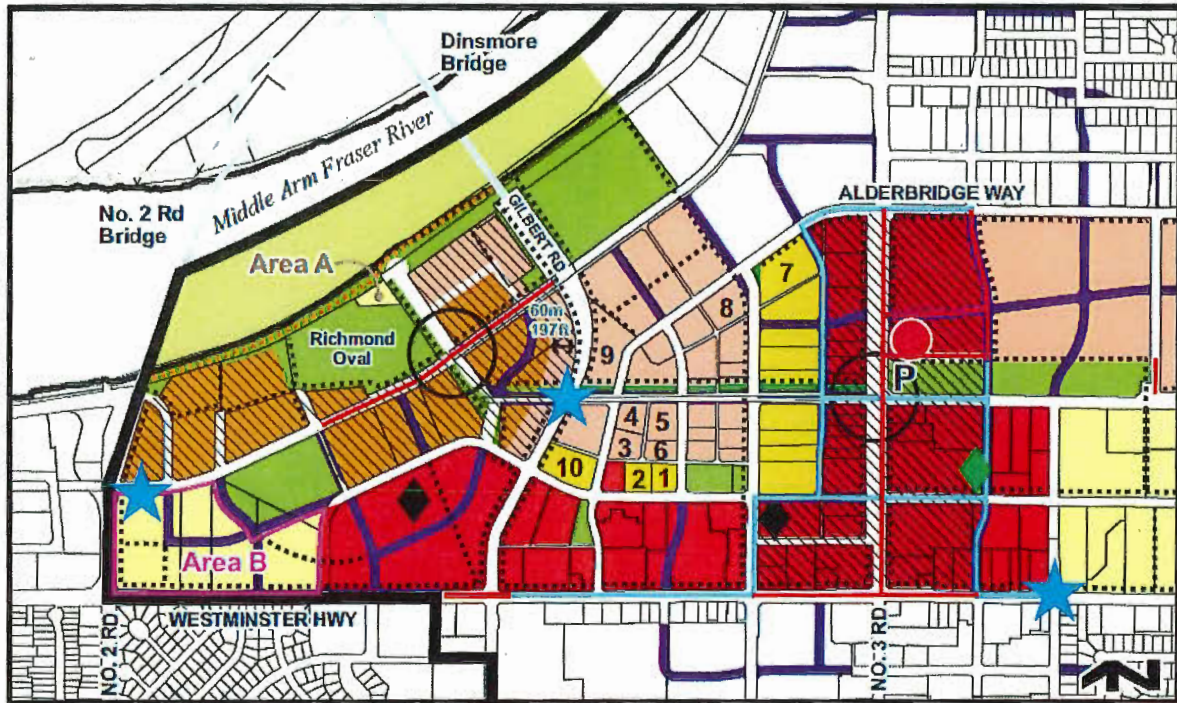 Dinsmore
Bridge
Middle Arm Fraser River
No. 2 Rd
Bridge
GILBERT RD
ALDERBRIDGE WAY
Area A
60m
197ft
Richmond
Oval
7
8
9
P
4
5
3
6
10
2
1
Area B
WESTMINSTER HWY
NO. 2 RD
NO. 3 RD
N